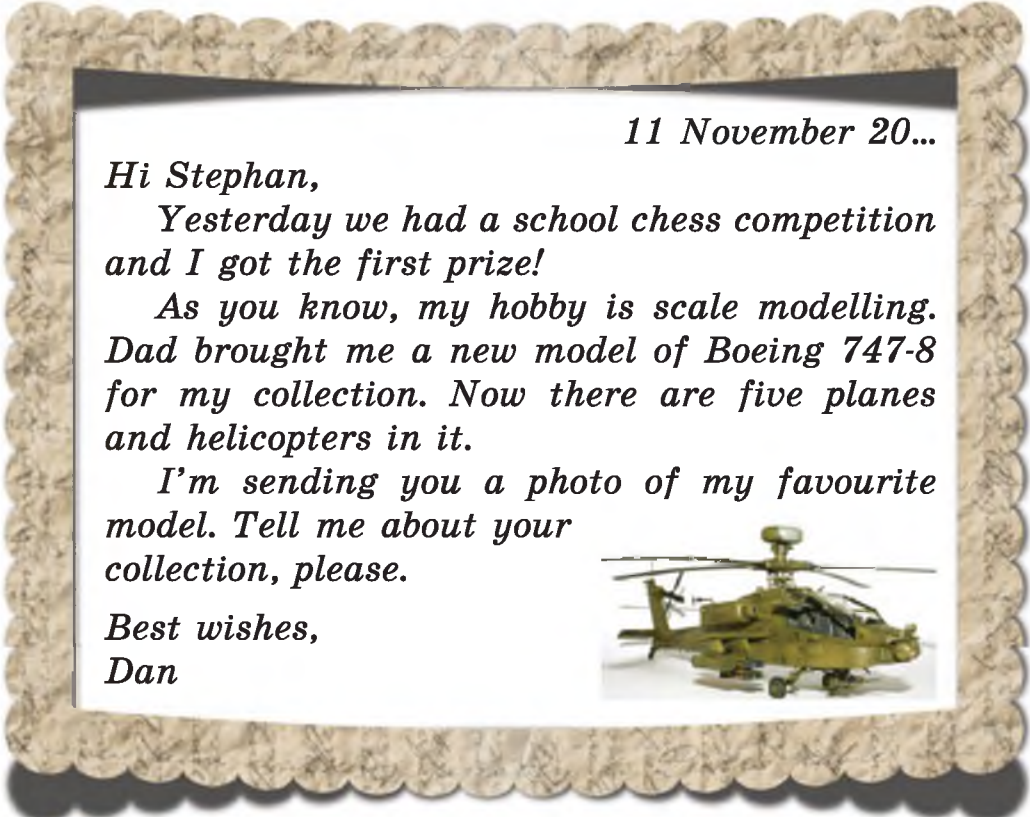 11 November 20...
Hi Stephan,
Yesterday we had a school chess competition
and I got the first prize!
As you know, my hobby is scale modelling.
Dad brought me a new model of Boeing 747-8
for my collection. Now there are five planes
and helicopters in it.
I'm sending you a photo of my favourite
model. Tell me about your
collection, please.
Best wishes,
Dan